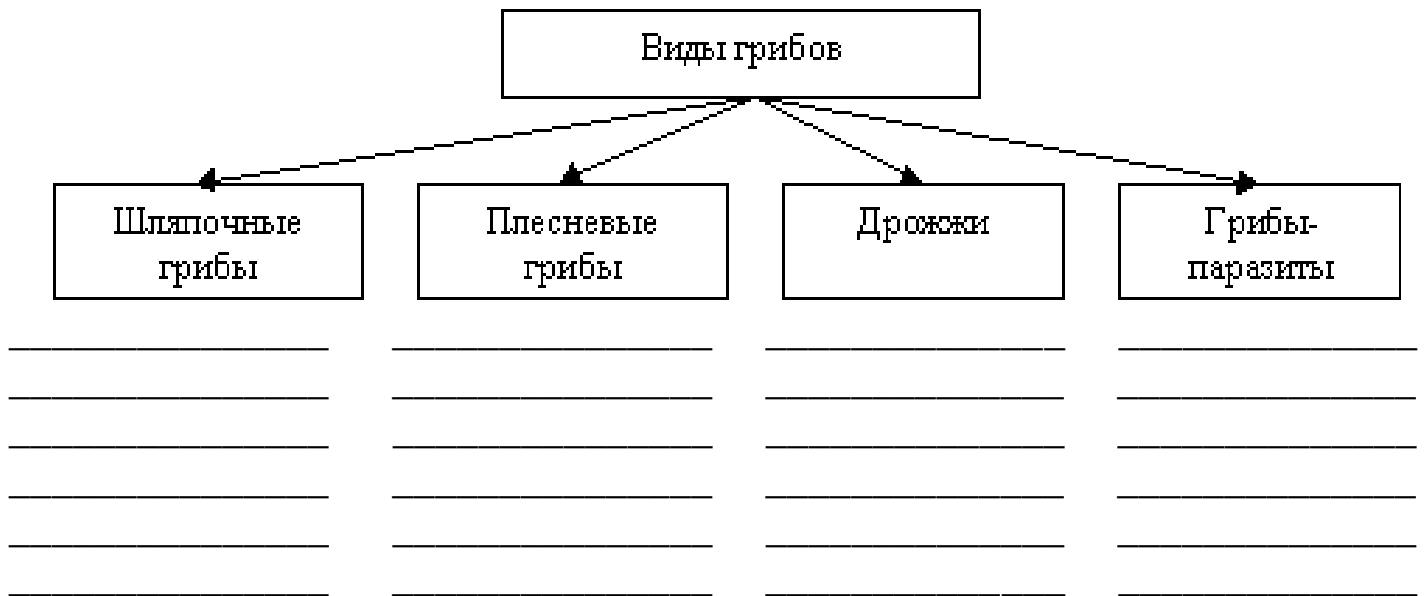 Виды грибов
Шляпочные
грибы
Плесневые
грибы
Дрожжи
Грибы-
паразиты